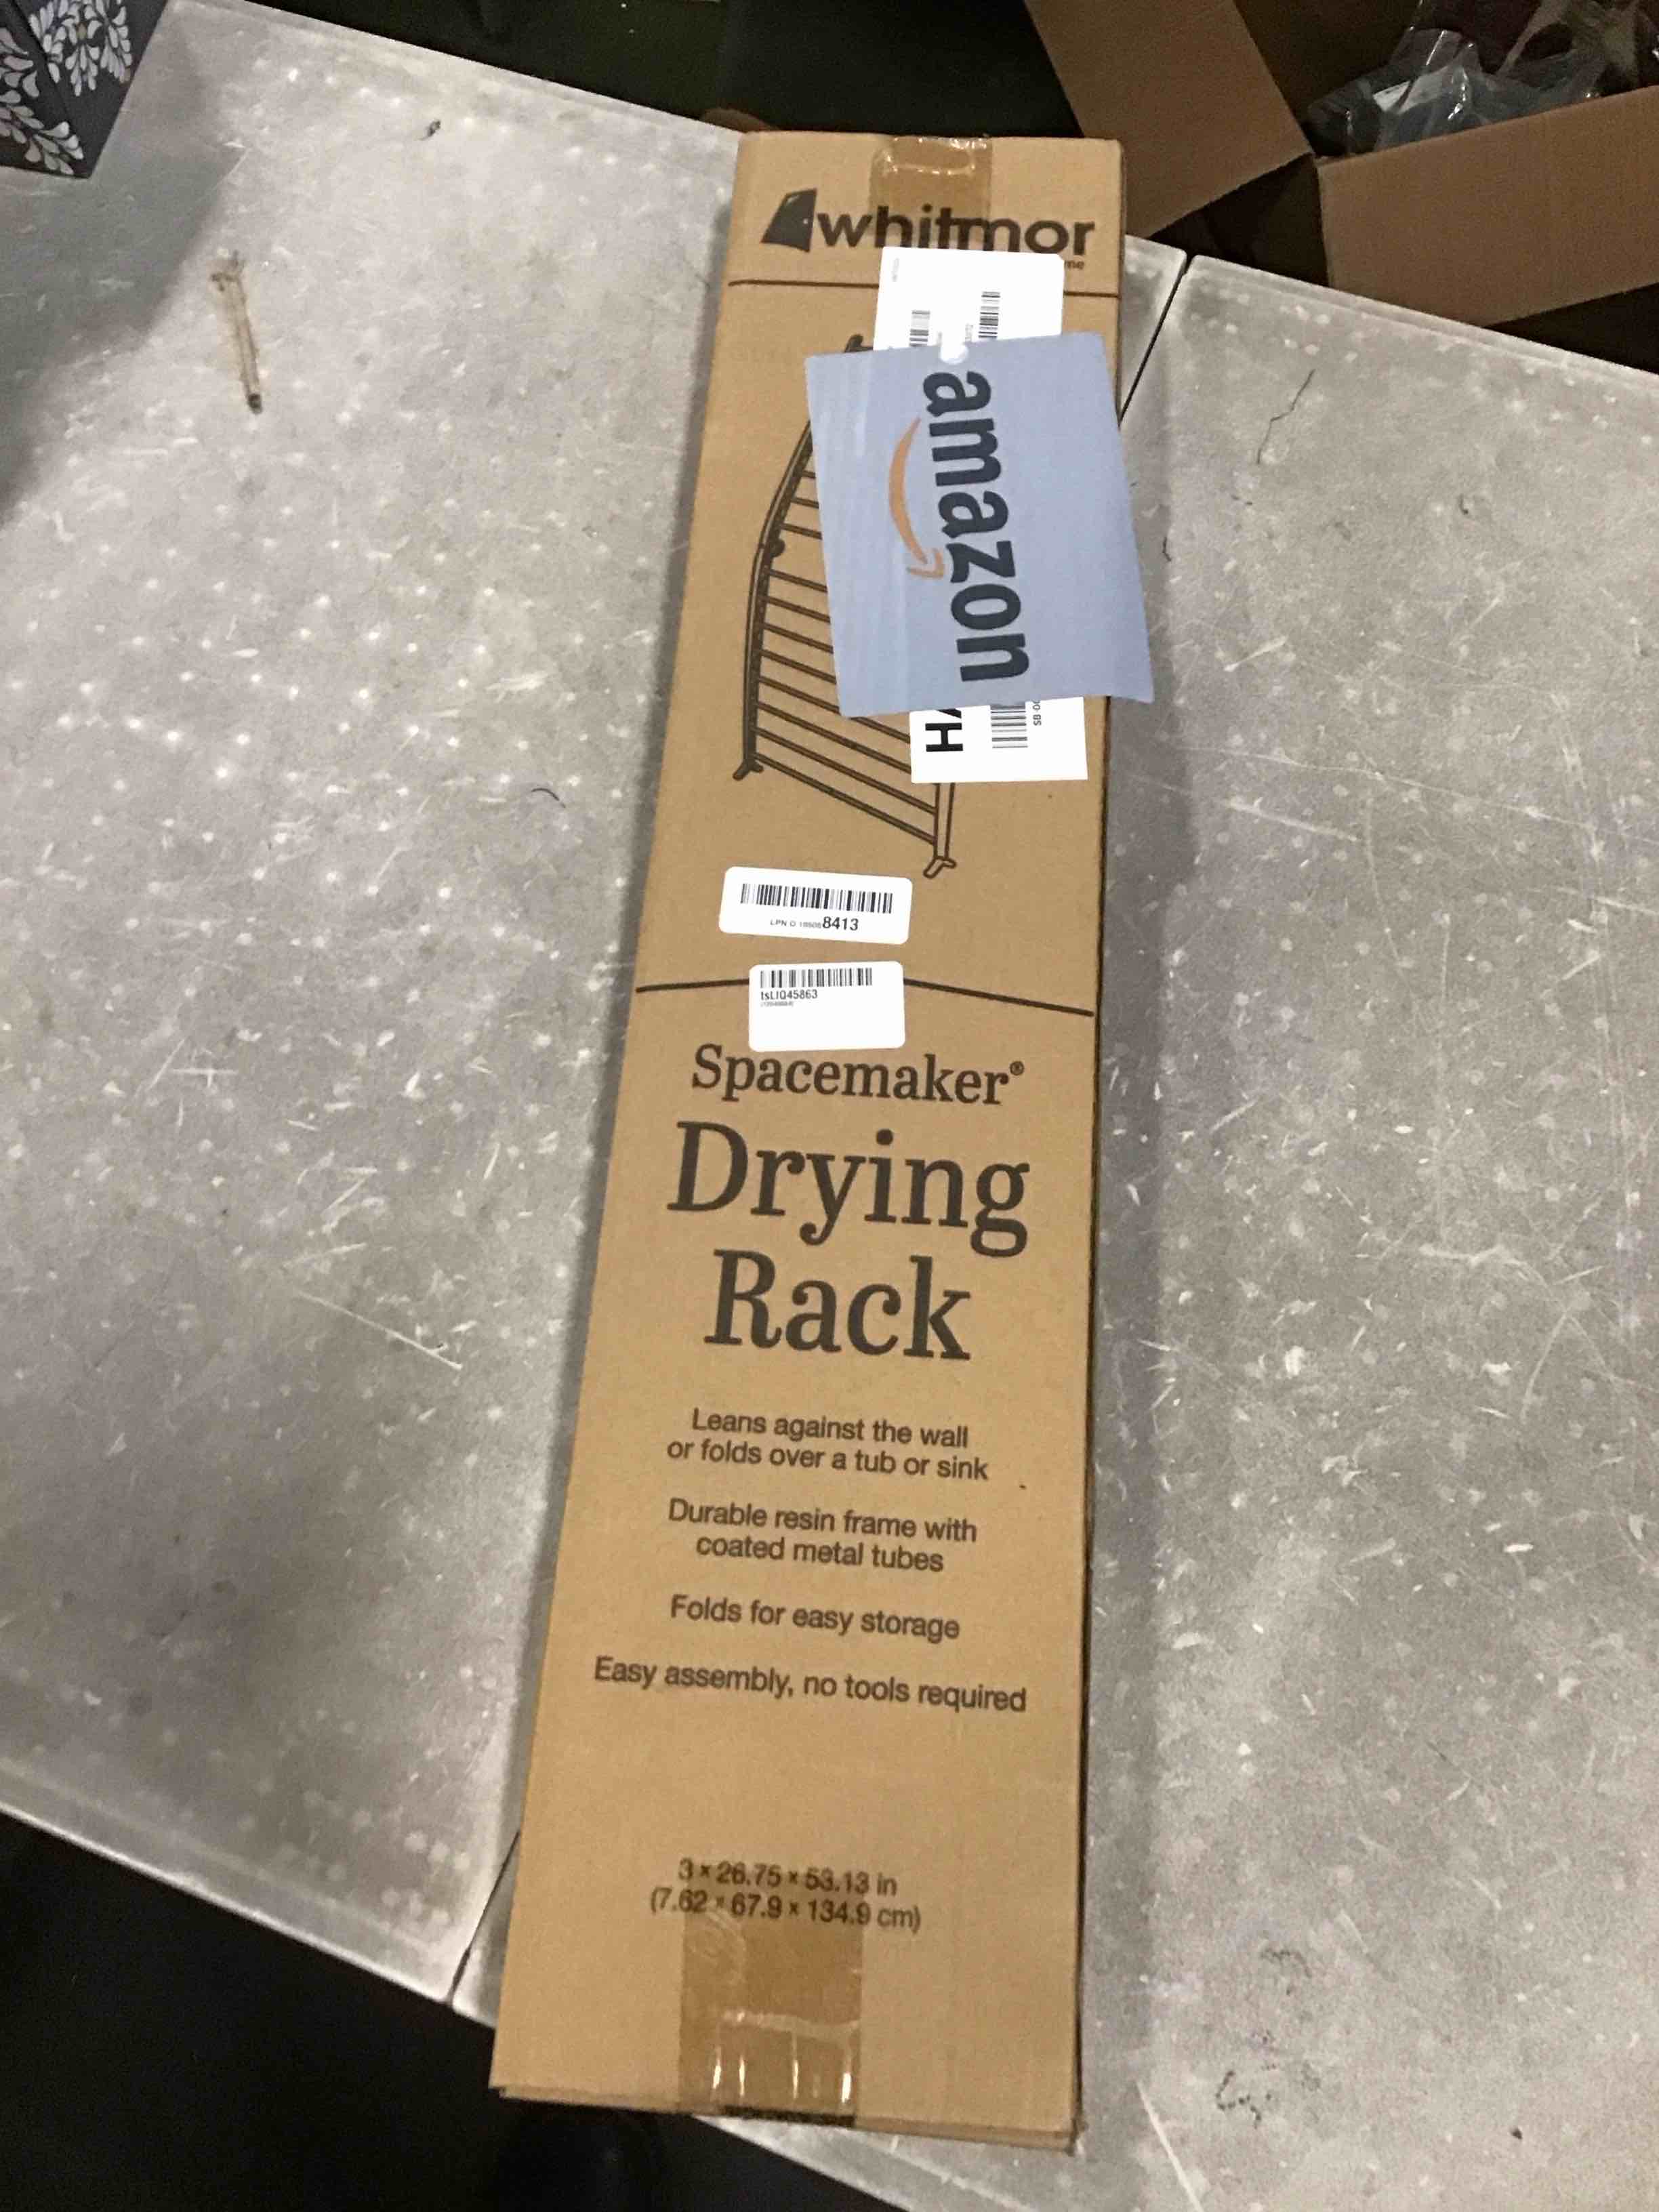 whitmor
me
amazon
H
SB
8413
tsLIQ45863
Spacemaker®
Drying
Rack
Leans against the wall
or folds over a tub or sink
Durable resin frame with
coated metal tubes
Folds for easy storage
Easy assembly, no tools required
3 × 26.75 × 53.13 in
(7.62 × 67.9 × 134.9 cm)